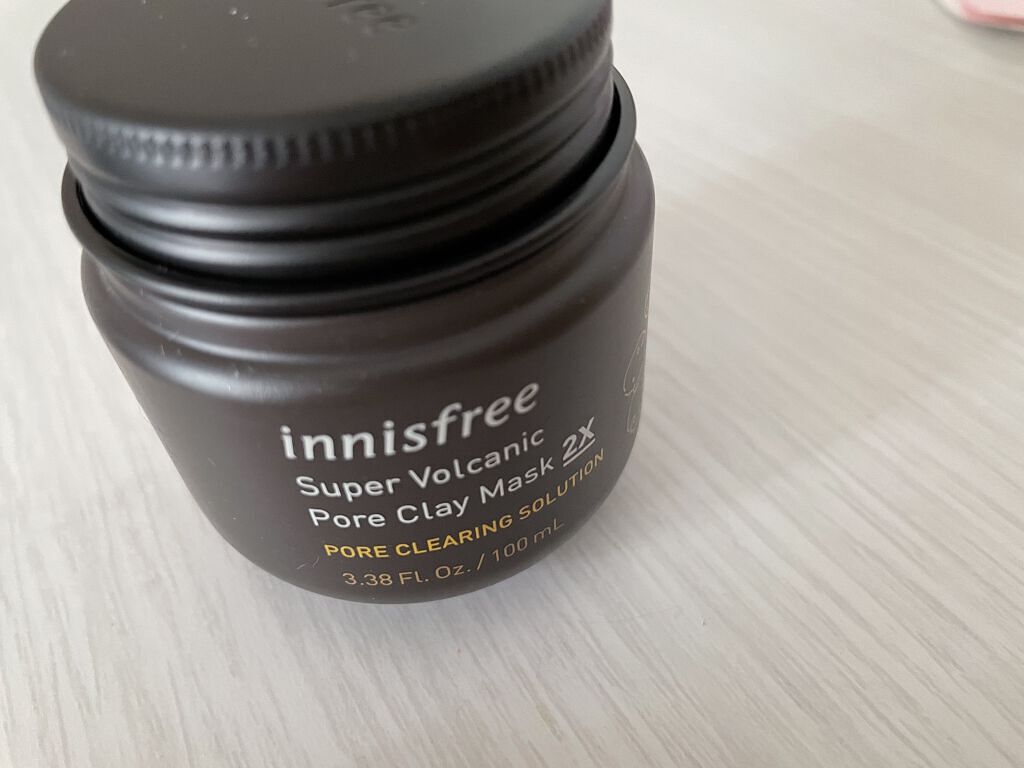 innisfree
Super Volcanic
Pore Clay Mask 2X
PORE CLEARING SOLUTION
3.38 Fl. Oz. / 100 mL